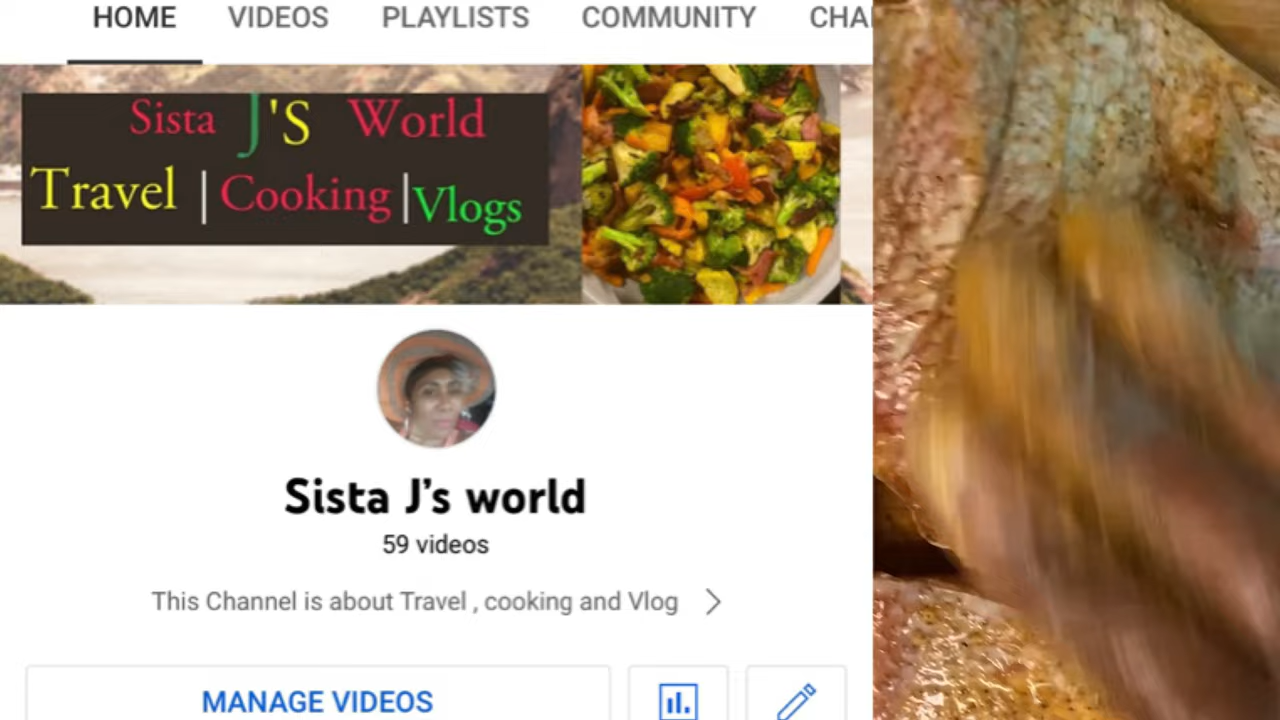 HOME VIDEOS PLAYLISTS COMMUNITY CHA
Sista J'S World
Travel | Cooking |Vlogs
Sista J's world
59 videos
This Channel is about Travel , cooking and Vlog
MANAGE VIDEOS